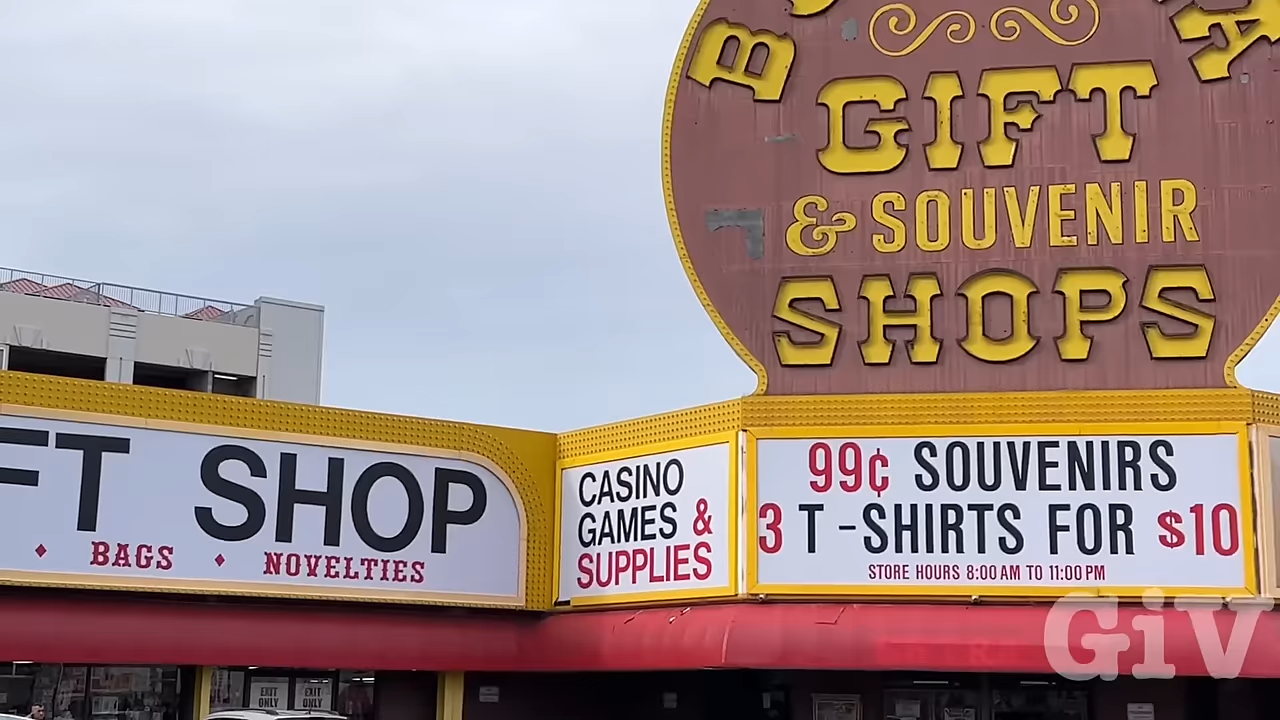 GIFT
& SOUVENIR
SHOPS
SHOP
BAGS ♦ NOVELTIES
CASINO
GAMES &
SUPPLIES
99¢ SOUVENIRS
3 T-SHIRTS FOR $10
STORE HOURS 8:00 AM TO 11:00 PM
EXIT
ONLY
EXIT
ONLY
GiV